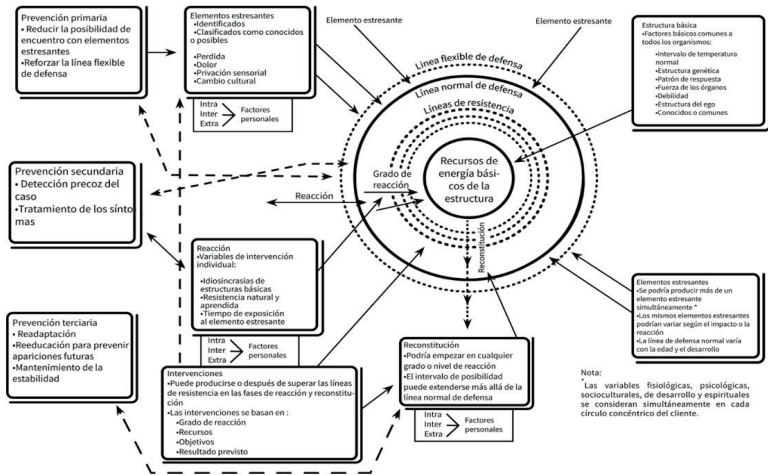 Prevención primaria
• Reducir la posibilidad de
encuentro con elementos
estresantes
• Reforzar la línea flexible
de defensa
Elementos estresantes
•Identificados
•Clasificados como conocidos
o posibles
•Perdida
•Dolor
•Privación sensorial
•Cambio cultural
Intra
Inter
Extra
Factores
personales
Elemento estresante
Elemento estresante
Línea flexible de defensa
Línea normal de defensa
Líneas de resistencia
Grado de
reacción
Recursos de
energía bási-
cos de la
estructura
Reacción
Reconstitución
Estructura básica
•Factores básicos comunes a
todos los organismos:
•Intervalo de temperatura
normal
•Estructura genética
•Patrón de respuesta
•Fuerza de los órganos
•Debilidad
•Estructura del ego
•Conocidos o comunes
Prevención secundaria
• Detección precoz del
caso
•Tratamiento de los sínto
mas
Reacción
•Variables de intervención
individual:
•Idiosincrasias de
estructuras básicas
•Resistencia natural y
aprendida
•Tiempo de exposición
al elemento estresante
Intra
Inter
Extra
Factores
personales
Prevención terciaria
• Readaptación
•Reeducación para prevenir
apariciones futuras
•Mantenimiento de la
estabilidad
Intervenciones
•Puede producirse o después de superar las líneas
de resistencia en las fases de reacción y reconstitu-
ción
•Las intervenciones se basan en :
•Grado de reacción
•Recursos
•Objetivos
•Resultado previsto
Reconstitución
•Podría empezar en cualquier
grado o nivel de reacción
•El intervalo de posibilidad
puede extenderse más allá de la
línea normal de defensa
Intra
Inter
Extra
Factores
personales
Elementos estresantes
•Se podría producir más de un
elemento estresante
simultáneamente *
•Los mismos elementos estresantes
podrían variar según el impacto o la
reacción
•La línea de defensa normal varía
con la edad y el desarrollo
Nota:
*
Las variables fisiológicas, psicológicas,
socioculturales, de desarrollo y espirituales
se consideran simultáneamente en cada
círculo concéntrico del cliente.